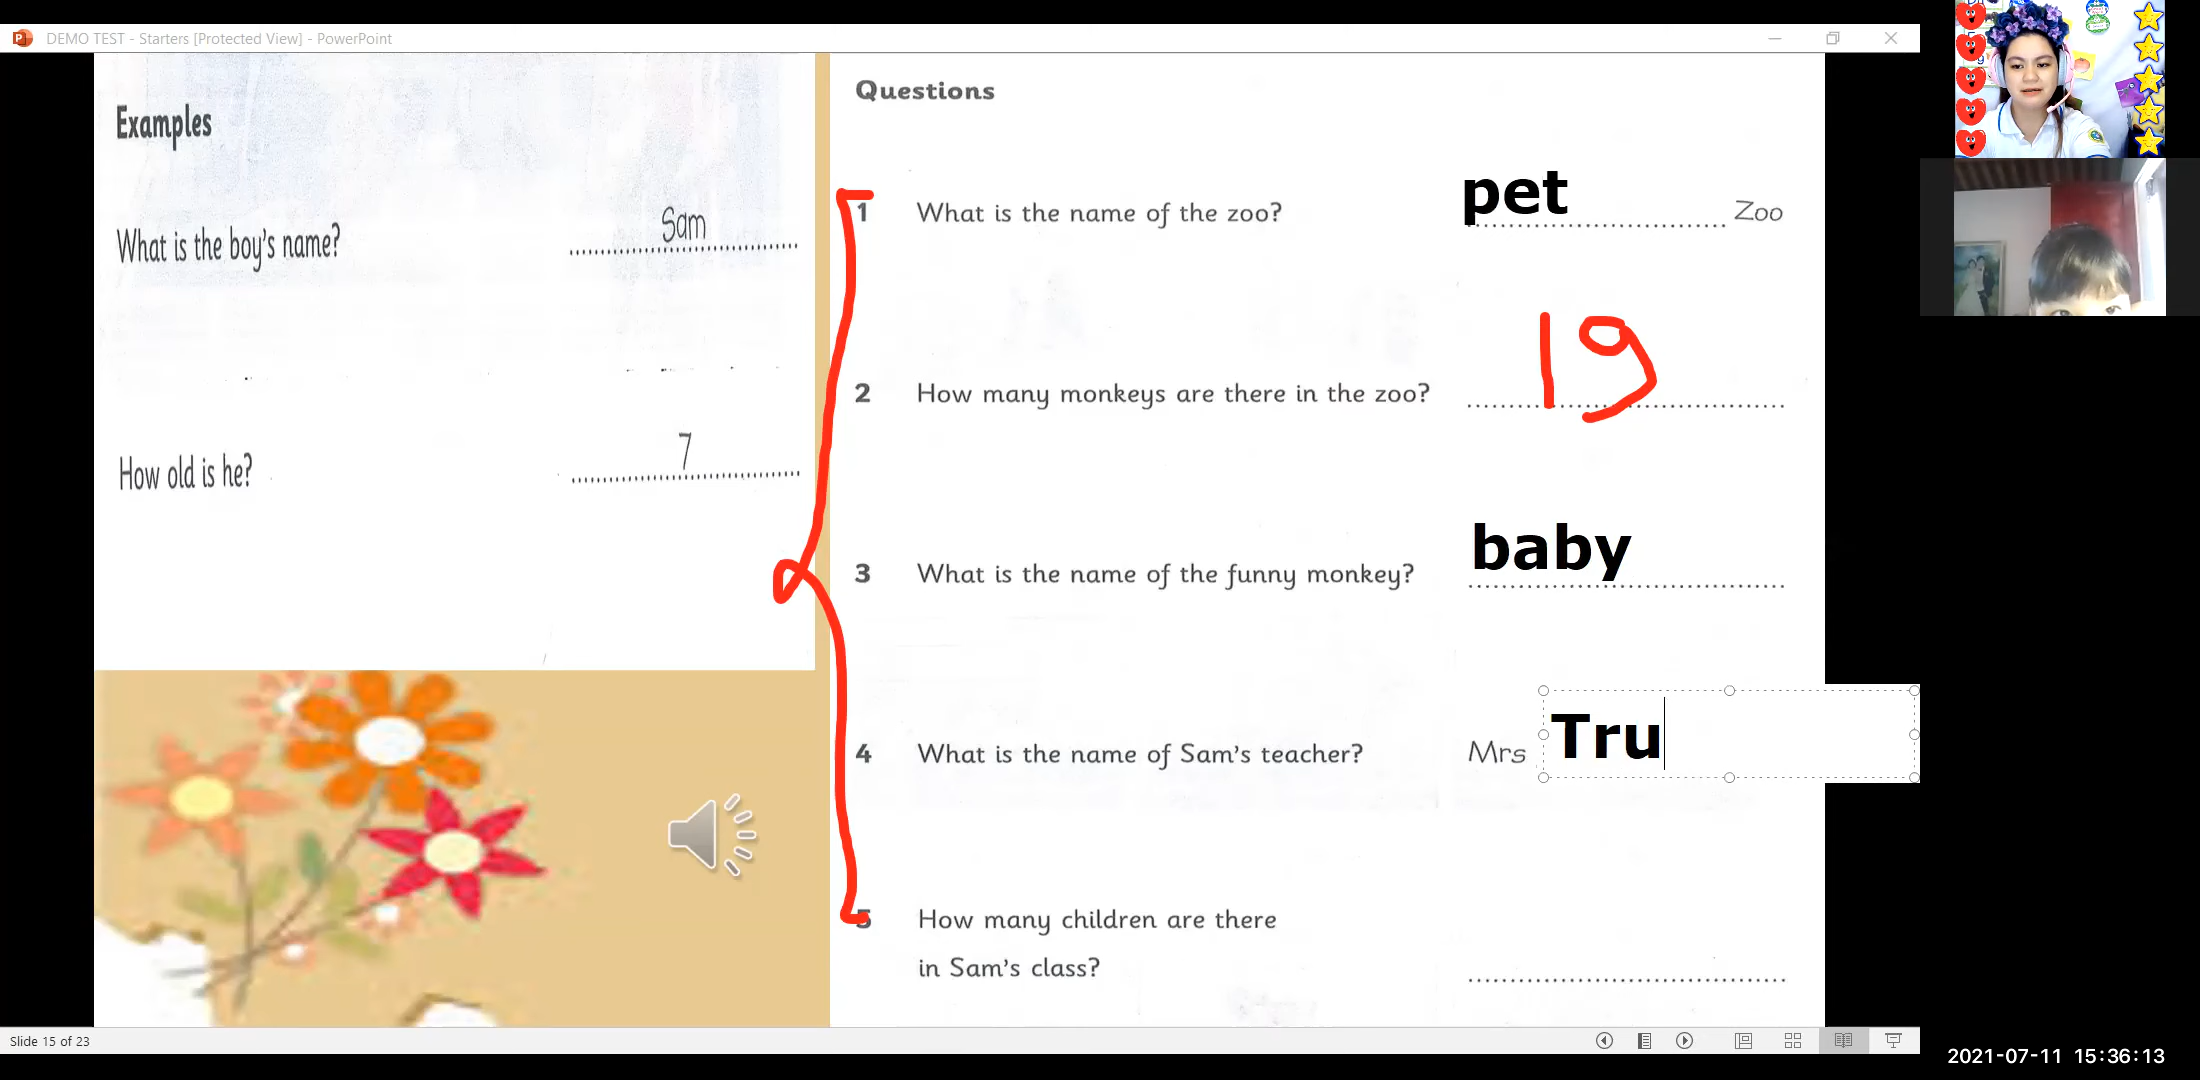 DEMO TEST - Starters [Protected View] - PowerPoint
Examples
What is the boy's name? Sam
How old is he? 7
Questions
1 What is the name of the zoo? pet Zoo
2 How many monkeys are there in the zoo? 19
3 What is the name of the funny monkey? baby
4 What is the name of Sam's teacher? Mrs Tru
5 How many children are there
in Sam's class?
Slide 15 of 23
2021-07-11 15:36:13